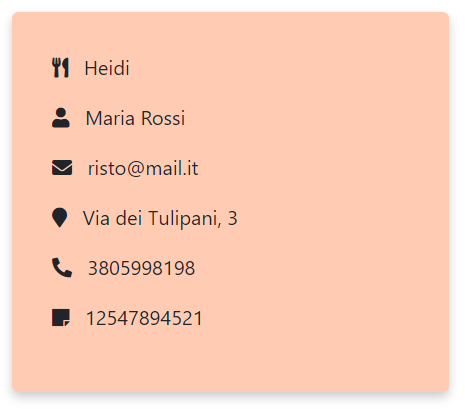 Heidi
Maria Rossi
risto@mail.it
Via dei Tulipani, 3
3805998198
12547894521